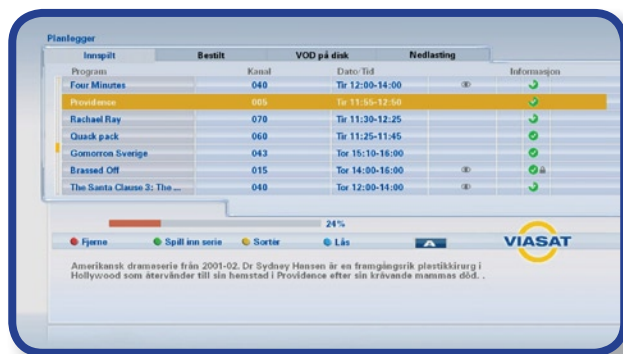 Planlegger
Innspilt Bestilt VOD på disk Nedlasting
Program Kanal Dato/Tid Informasjon
Four Minutes 040 Tir 12:00-14:00
Providence 005 Tir 11:55-12:50
Rachael Ray 070 Tir 11:30-12:25
Quack pack 060 Tir 11:25-11:45
Gomorron Sverige 043 Tor 15:10-16:00
Brassed Off 015 Tor 14:00-16:00
The Santa Clause 3: The ... 040 Tor 12:00-14:00
24%
Fjerne Spill inn serie Sortér Lås A VIASAT
Amerikansk dramaserie från 2001-02. Dr Sydney Hansen är en framgångsrik plastikkirurg i
Hollywood som återvänder till sin hemstad i Providence efter sin krävande mammas död. .